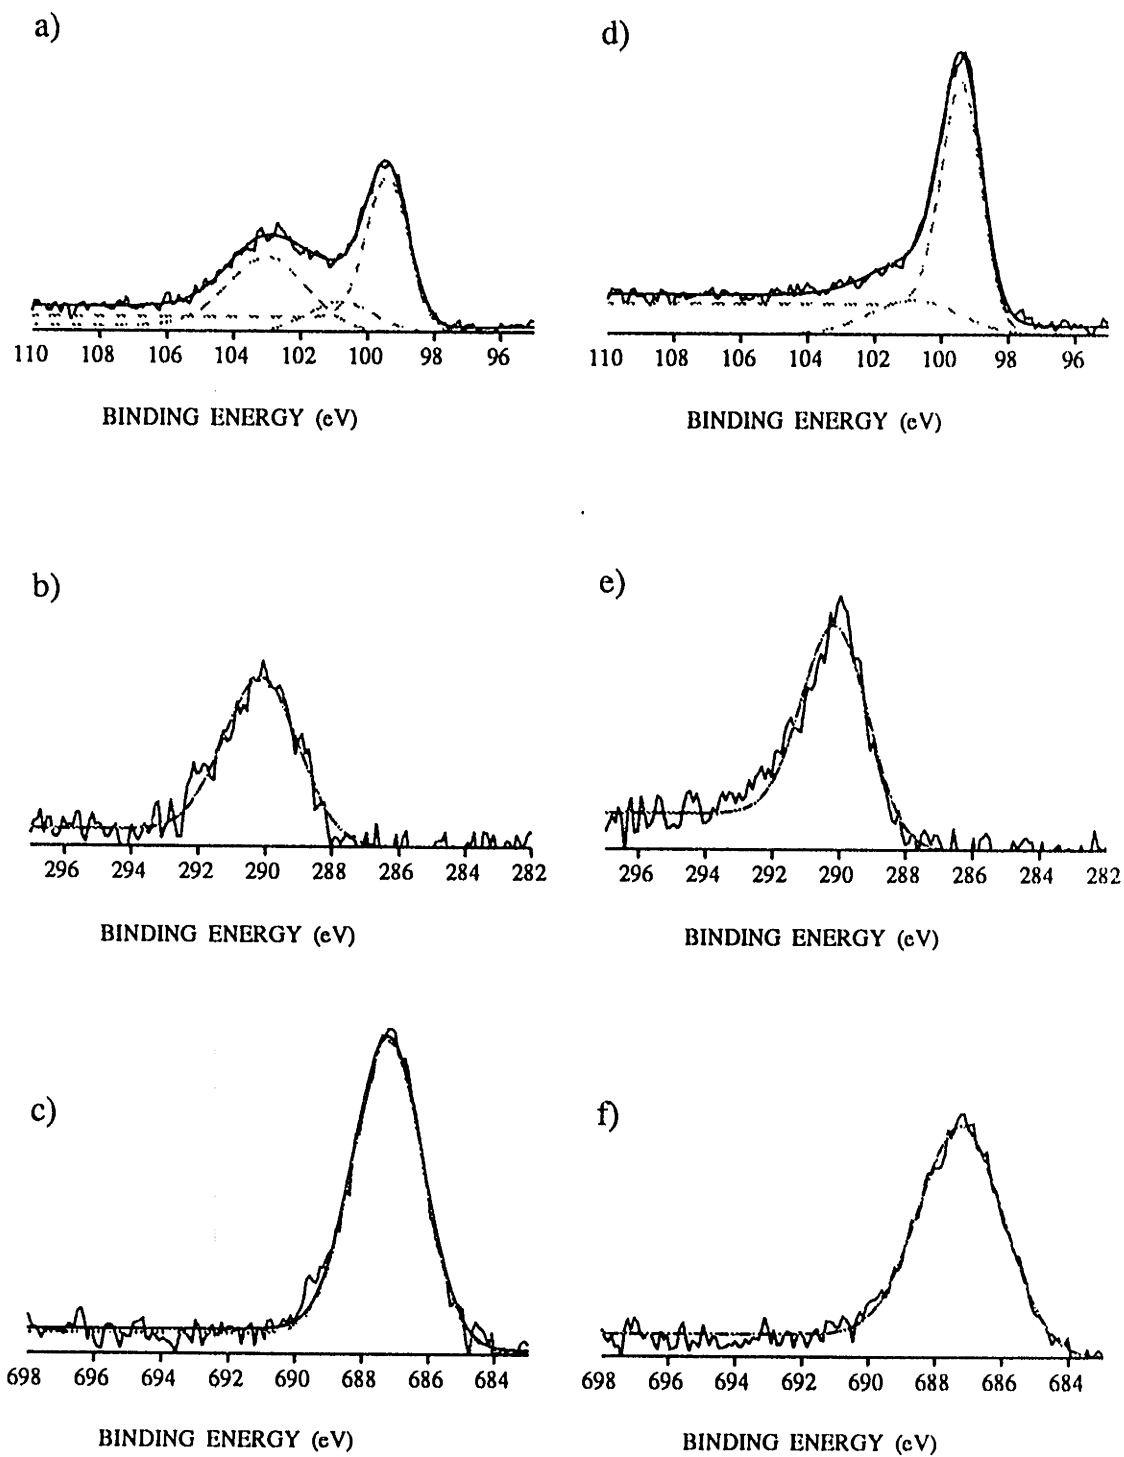 a)
110 108 106 104 102 100 98 96
BINDING ENERGY (eV)
d)
110 108 106 104 102 100 98 96
BINDING ENERGY (eV)
b)
296 294 292 290 288 286 284 282
BINDING ENERGY (eV)
e)
296 294 292 290 288 286 284 282
BINDING ENERGY (eV)
c)
698 696 694 692 690 688 686 684
BINDING ENERGY (eV)
f)
698 696 694 692 690 688 686 684
BINDING ENERGY (eV)